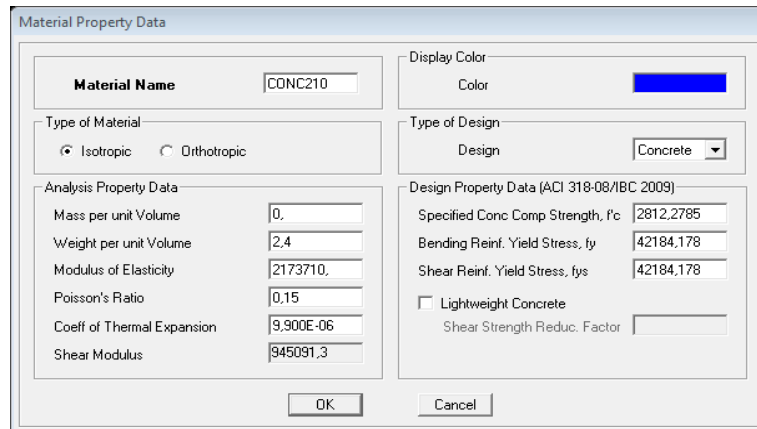 Material Property Data
Material Name CONC210
Display Color
Color
Type of Material
Isotropic Orthotropic
Type of Design
Design Concrete
Analysis Property Data
Mass per unit Volume 0,
Weight per unit Volume 2,4
Modulus of Elasticity 2173710,
Poisson's Ratio 0,15
Coeff of Thermal Expansion 9,900E-06
Shear Modulus 945091,3
Design Property Data (ACI 318-08/IBC 2009)
Specified Conc Comp Strength, f'c 2812,2785
Bending Reinf. Yield Stress, fy 42184,178
Shear Reinf. Yield Stress, fys 42184,178
Lightweight Concrete
Shear Strength Reduc. Factor
OK Cancel